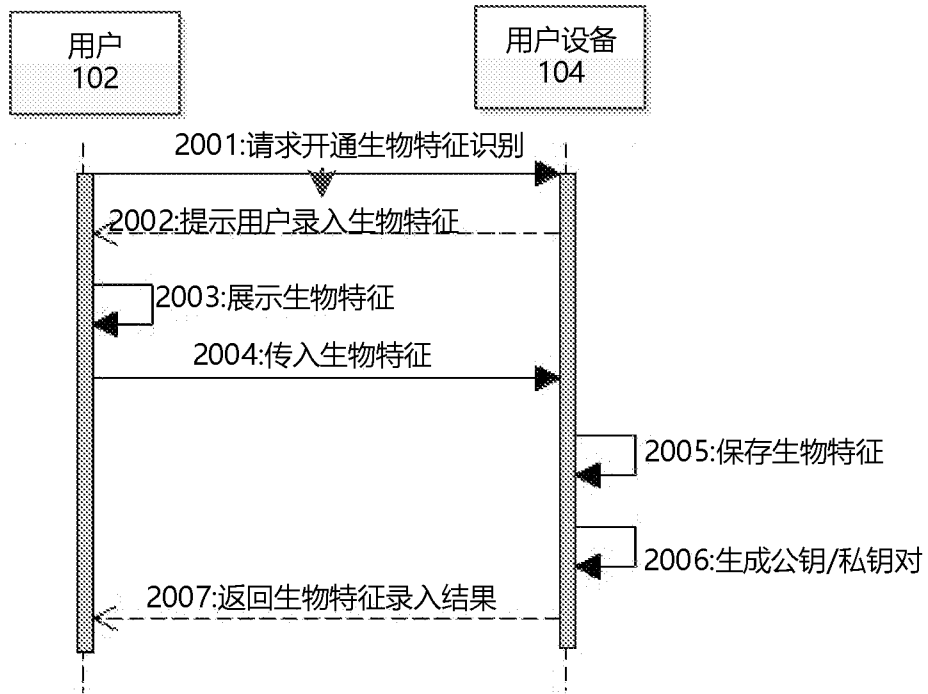 用户
102
用户设备
104
2001:请求开通生物特征识别
2002:提示用户录入生物特征
2003:展示生物特征
2004:传入生物特征
2005:保存生物特征
2006:生成公钥/私钥对
2007:返回生物特征录入结果